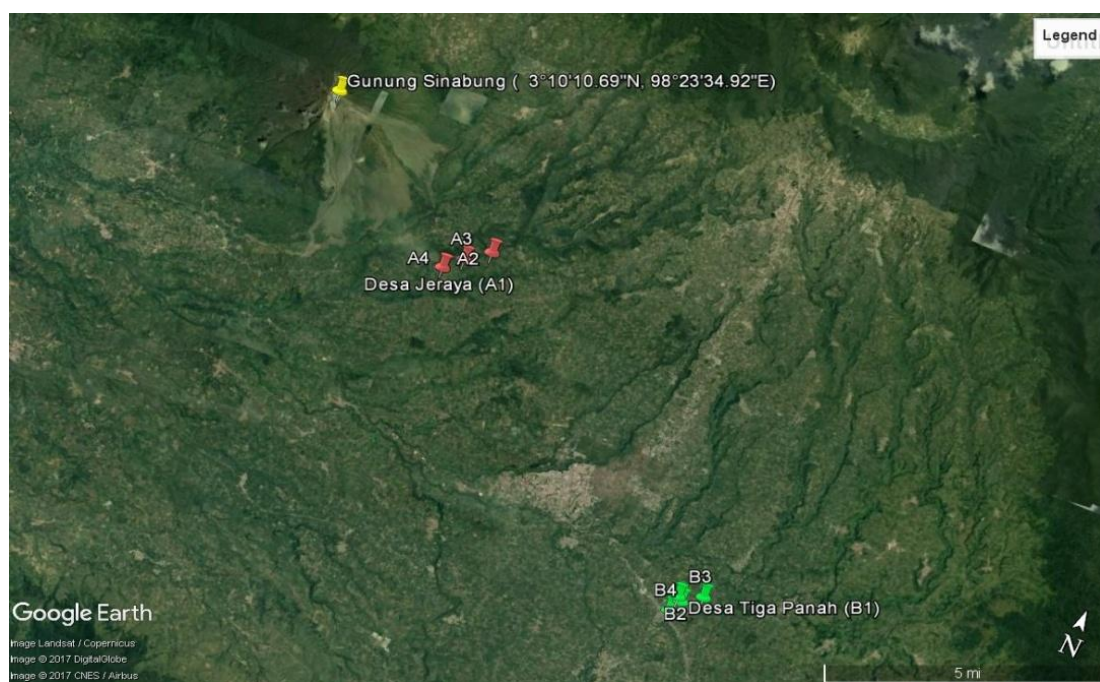 Legend
Gunung Sinabung (  3°10'10.69"N, 98°23'34.92"E)
A3
A4
A2
Desa Jeraya (A1)
B3
B4
Desa Tiga Panah (B1)
B2
Google Earth
Image Landsat / Copernicus
Image © 2017 DigitalGlobe
Image © 2017 CNES / Airbus
N
5 mi